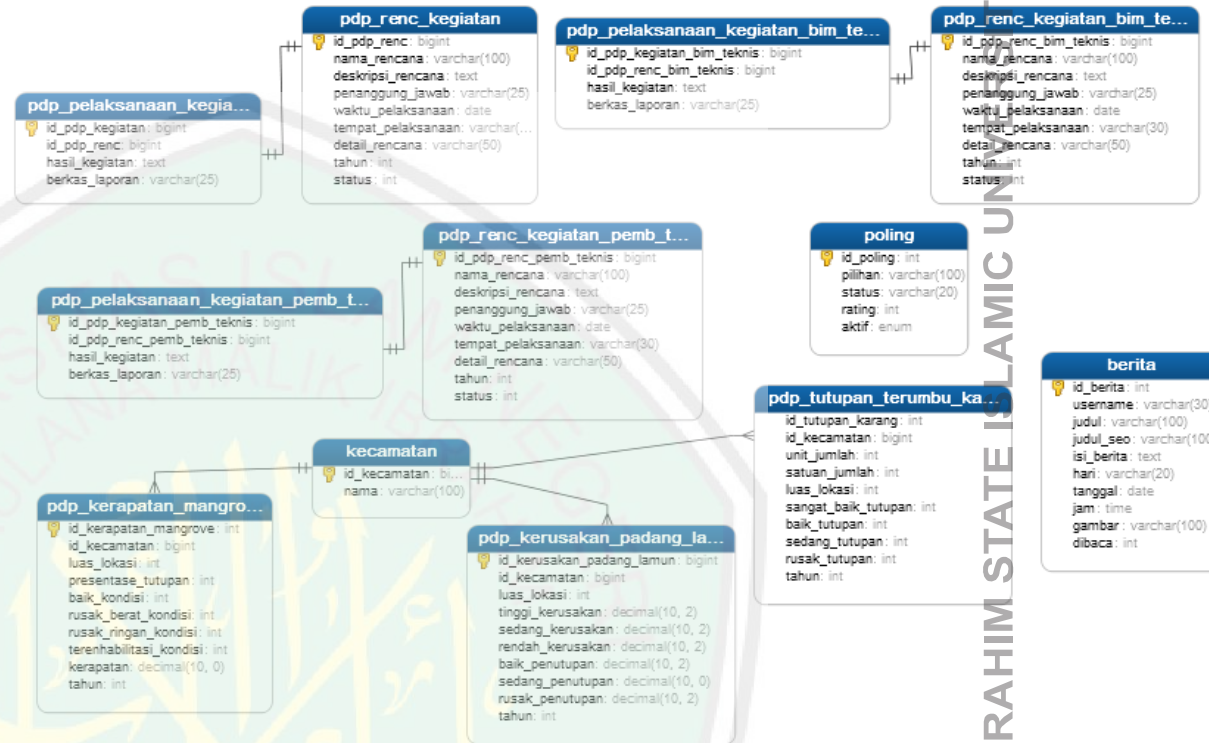 pdp_renc_kegiatan
id_pdp_renc: bigint
nama_rencana: varchar(100)
deskripsi_rencana: text
penanggung_jawab: varchar(25)
waktu_pelaksanaan: date
tempat_pelaksanaan: varchar(...
detail_rencana: varchar(50)
tahun: int
status: int
pdp_pelaksanaan_kegiatan_bim_te...
id_pdp_kegiatan_bim_teknis: bigint
id_pdp_renc_bim_teknis: bigint
hasil_kegiatan: text
berkas_laporan: varchar(25)
pdp_renc_kegiatan_bim_te...
id_pdp_renc_bim_teknis: bigint
nama_rencana: varchar(100)
deskripsi_rencana: text
penanggung_jawab: varchar(25)
waktu_pelaksanaan: date
tempat_pelaksanaan: varchar(30)
detail_rencana: varchar(50)
tahun: int
status: int
pdp_pelaksanaan_kegia...
id_pdp_kegiatan: bigint
id_pdp_renc: bigint
hasil_kegiatan: text
berkas_laporan: varchar(25)
pdp_renc_kegiatan_pemb_t...
id_pdp_renc_pemb_teknis: bigint
nama_rencana: varchar(100)
deskripsi_rencana: text
penanggung_jawab: varchar(25)
waktu_pelaksanaan: date
tempat_pelaksanaan: varchar(30)
detail_rencana: varchar(50)
tahun: int
status: int
pdp_pelaksanaan_kegiatan_pemb_t...
id_pdp_kegiatan_pemb_teknis: bigint
id_pdp_renc_pemb_teknis: bigint
hasil_kegiatan: text
berkas_laporan: varchar(25)
poling
id_poling: int
pilihan: varchar(100)
status: varchar(20)
rating: int
aktif: enum
berita
id_berita: int
username: varchar(30)
judul: varchar(100)
judul_seo: varchar(100
isi_berita: text
hari: varchar(20)
tanggal: date
jam: time
gambar: varchar(100)
dibaca: int
pdp_tutupan_terumbu_ka...
id_tutupan_karang: int
id_kecamatan: bigint
unit_jumlah: int
satuan_jumlah: int
luas_lokasi: int
sangat_baik_tutupan: int
baik_tutupan: int
sedang_tutupan: int
rusak_tutupan: int
tahun: int
kecamatan
id_kecamatan: bi...
nama: varchar(100)
pdp_kerapatan_mangro...
id_kerapatan_mangrove: int
id_kecamatan: bigint
luas_lokasi: int
presentase_tutupan: int
baik_kondisi: int
rusak_berat_kondisi: int
rusak_ringan_kondisi: int
terenhabilitasi_kondisi: int
kerapatan: decimal(10, 0)
tahun: int
pdp_kerusakan_padang_la...
id_kerusakan_padang_lamun: bigint
id_kecamatan: bigint
luas_lokasi: int
tinggi_kerusakan: decimal(10, 2)
sedang_kerusakan: decimal(10, 2)
rendah_kerusakan: decimal(10, 2)
baik_penutupan: decimal(10, 2)
sedang_penutupan: decimal(10, 0)
rusak_penutupan: decimal(10, 2)
tahun: int
RAHIM STATE ISLAMIC UNIVERSI